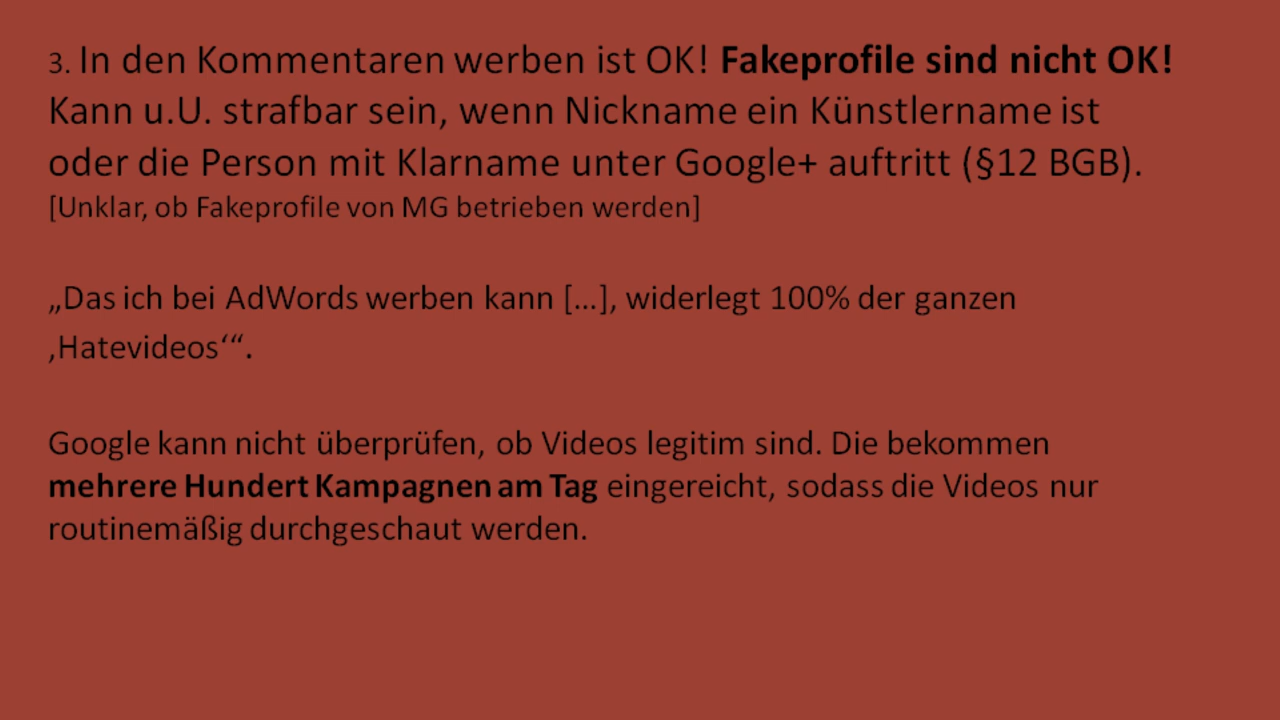 3. In den Kommentaren werben ist OK! Fakeprofile sind nicht OK!
Kann u.U. strafbar sein, wenn Nickname ein Künstlername ist
oder die Person mit Klarname unter Google+ auftritt (§12 BGB).
[Unklar, ob Fakeprofile von MG betrieben werden]
„Das ich bei AdWords werben kann [...], widerlegt 100% der ganzen
‚Hatevideos‘“.
Google kann nicht überprüfen, ob Videos legitim sind. Die bekommen
mehrere Hundert Kampagnen am Tag eingereicht, sodass die Videos nur
routinemäßig durchgeschaut werden.